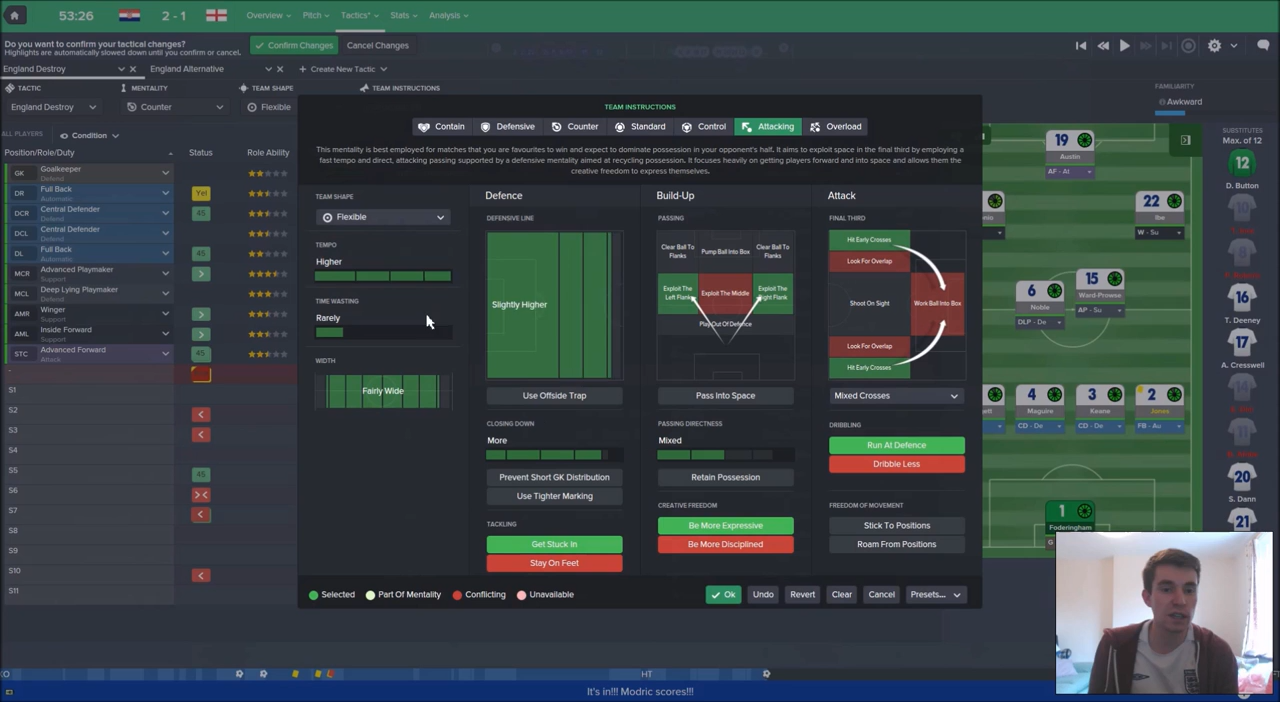 53:26
2 - 1
Overview
Pitch
Tactics*
Stats
Analysis
Do you want to confirm your tactical changes?
Highlights are automatically slowed down until you confirm or cancel.
Confirm Changes
Cancel Changes
England Destroy
England Alternative
Create New Tactic
TACTIC
MENTALITY
TEAM SHAPE
TEAM INSTRUCTIONS
England Destroy
Counter
Flexible
FAMILIARITY
Awkward
ALL PLAYERS
Condition
Position/Role/Duty
Status
Role Ability
GK
Goalkeeper
Defend
DR
Full Back
Automatic
Yel
DCR
Central Defender
Defend
45
DCL
Central Defender
Defend
DL
Full Back
Automatic
45
MCR
Advanced Playmaker
Support
MCL
Deep Lying Playmaker
Defend
AMR
Winger
Support
AML
Inside Forward
Support
STC
Advanced Forward
Attack
45
S1
S2
S3
S4
S5
45
S6
S7
S8
S9
S10
S11
TEAM INSTRUCTIONS
Contain
Defensive
Counter
Standard
Control
Attacking
Overload
This mentality is best employed for matches that you are favourites to win and expect to dominate possession in your opponent's half. It aims to exploit space in the final third by employing a
fast tempo and direct, attacking passing supported by a defensive mentality aimed at recycling possession. It focuses heavily on getting players forward and into space and allows them the
creative freedom to express themselves.
TEAM SHAPE
Flexible
TEMPO
Higher
TIME WASTING
Rarely
WIDTH
Fairly Wide
Defence
DEFENSIVE LINE
Slightly Higher
Use Offside Trap
CLOSING DOWN
More
Prevent Short GK Distribution
Use Tighter Marking
TACKLING
Get Stuck In
Stay On Feet
Build-Up
PASSING
Clear Ball To
Flanks
Pump Ball Into Box
Clear Ball To
Flanks
Exploit The
Left Flank
Exploit The Middle
Exploit The
Right Flank
Play Out Of Defence
Pass Into Space
Mixed
Retain Possession
PASSING DIRECTNESS
CREATIVE FREEDOM
Be More Expressive
Be More Disciplined
Attack
FINAL THIRD
Hit Early Crosses
Look For Overlap
Shoot On Sight
Work Ball Into Box
Look For Overlap
Hit Early Crosses
Mixed Crosses
DRIBBLING
Run At Defence
Dribble Less
FREEDOM OF MOVEMENT
Stick To Positions
Roam From Positions
Selected
Part Of Mentality
Conflicting
Unavailable
Ok
Undo
Revert
Clear
Cancel
Presets...
19
Austin
AF - At
22
Ibe
W - Su
6
Noble
DLP - De
15
Ward-Prowse
AP - Su
4
Maguire
CD - De
3
Keane
CD - De
2
Jones
FB - Au
1
Foderingham
SUBSTITUTES
Max. of 12
12
D. Button
16
T. Deeney
17
A. Cresswell
20
S. Dann
21
HT
It's in!!! Modric scores!!!